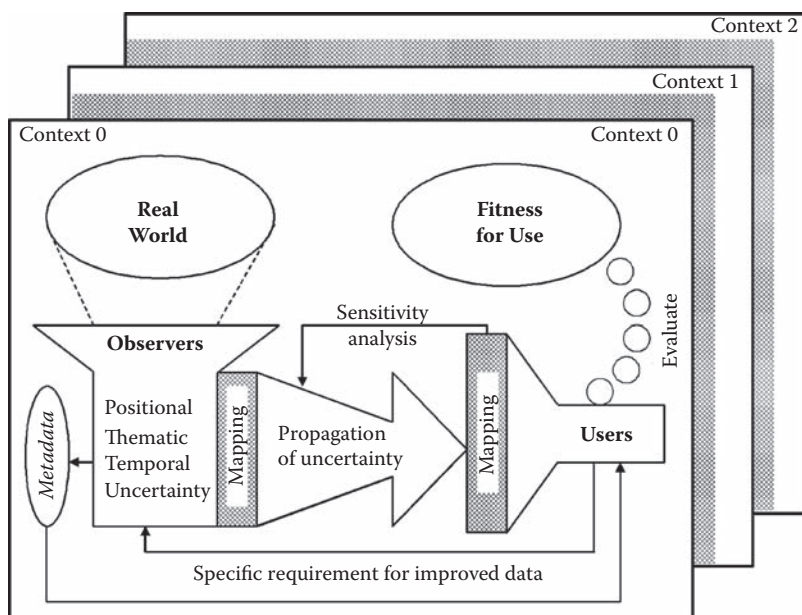 Context 2
Context 1
Context 0
Context 0
Real
World
Fitness
for Use
Sensitivity
analysis
Evaluate
Observers
Positional
Thematic
Temporal
Uncertainty
Metadata
Mapping
Propagation
of uncertainty
Mapping
Users
Specific requirement for improved data